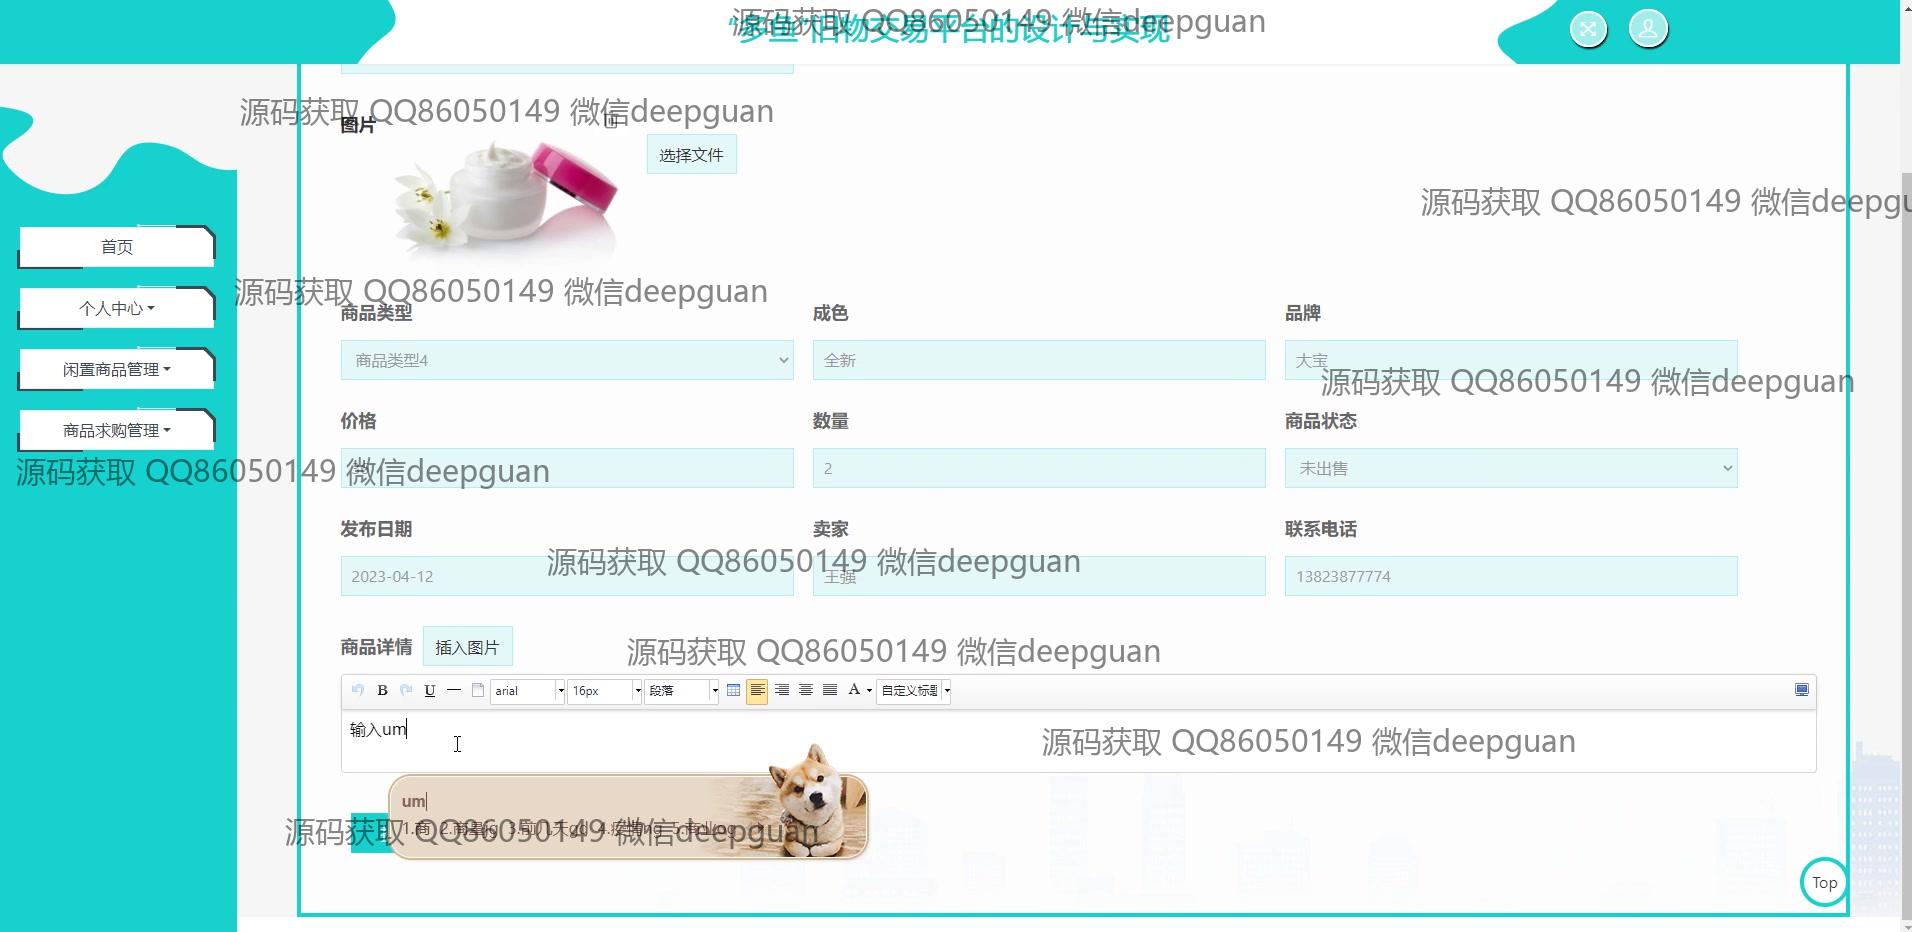 源码获取 QQ86050149 微信deepguan
旧物交易平台的设计与实现
源码获取 QQ86050149 微信deepguan
图片
选择文件
源码获取 QQ86050149 微信deepgu
首页
源码获取 QQ86050149 微信deepguan
个人中心
商品类型
成色
品牌
商品类型4
全新
大宝
闲置商品管理
源码获取 QQ86050149 微信deepguan
价格
数量
商品状态
商品求购管理
2
未出售
源码获取 QQ86050149 微信deepguan
发布日期
卖家
联系电话
源码获取 QQ86050149 微信deepguan
2023-04-12
王强
13823877774
商品详情
插入图片
源码获取 QQ86050149 微信deepguan
B U arial 16px 段落 A 自定义标题
输入um
源码获取 QQ86050149 微信deepguan
um
1.商
源码获取 QQ86050149 微信deepguan
Top